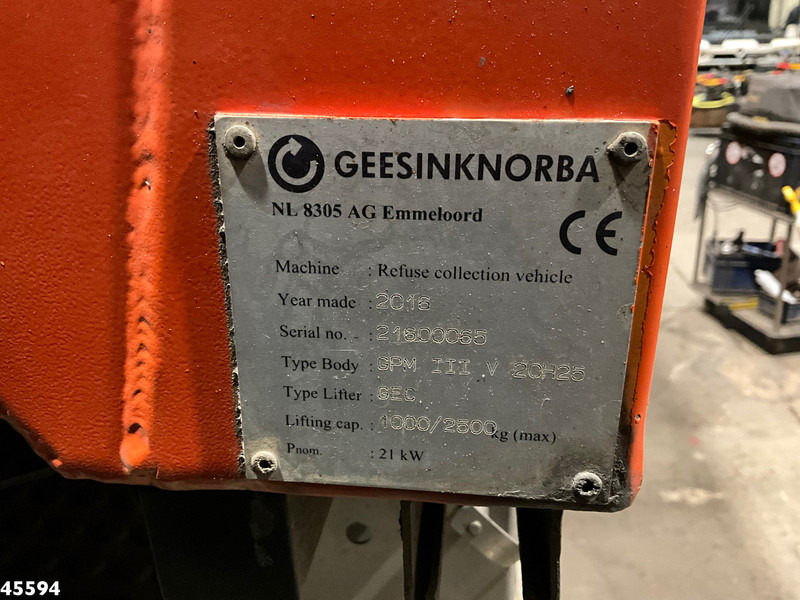 GEESINKNORBA
NL 8305 AG Emmeloord
CE
Machine : Refuse collection vehicle
Year made : 2016
Serial no. - : 21600065
Type Body : GPM III V 20H25
Type Lifter : GEC
Lifting cap. : 1000/2500 kg (max)
Pnom. : 21 kW
45594